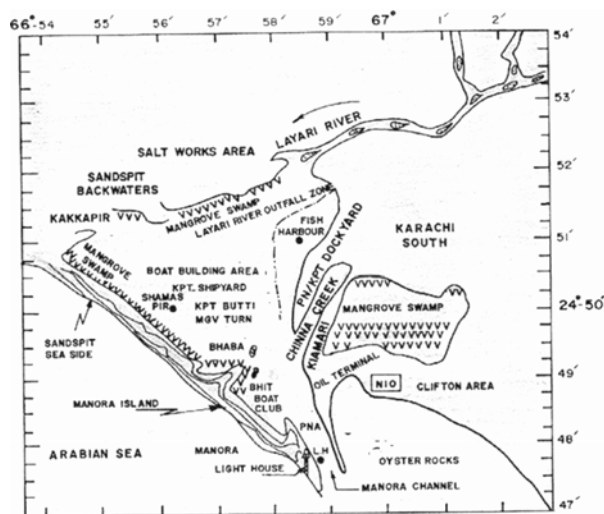 66°-54 55' 56' 57' 58' 59' 67° 1' 2'
54'
53'
52'
51'
24°-50'
49'
48'
47'
LAYARI RIVER
SALT WORKS AREA
SANDSPIT
BACKWATERS
KAKKAPIR
MANGROVE SWAMP
LAYARI RIVER OUTFALL ZONE
FISH
HARBOUR
PN/KPT DOCKYARD
KARACHI
SOUTH
MANGROVE
SWAMP
BOAT BUILDING AREA
KPT. SHIPYARD
SHAMAS
PIR
KPT BUTTI
MGV TURN
CHINNA CREEK
KIAMARI
MANGROVE SWAMP
SANDSPIT
SEA SIDE
BHABA
OIL TERMINAL
NIO
CLIFTON AREA
BHIT
BOAT
CLUB
MANORA ISLAND
PNA
ARABIAN SEA
MANORA
L.H
LIGHT HOUSE
OYSTER ROCKS
MANORA CHANNEL